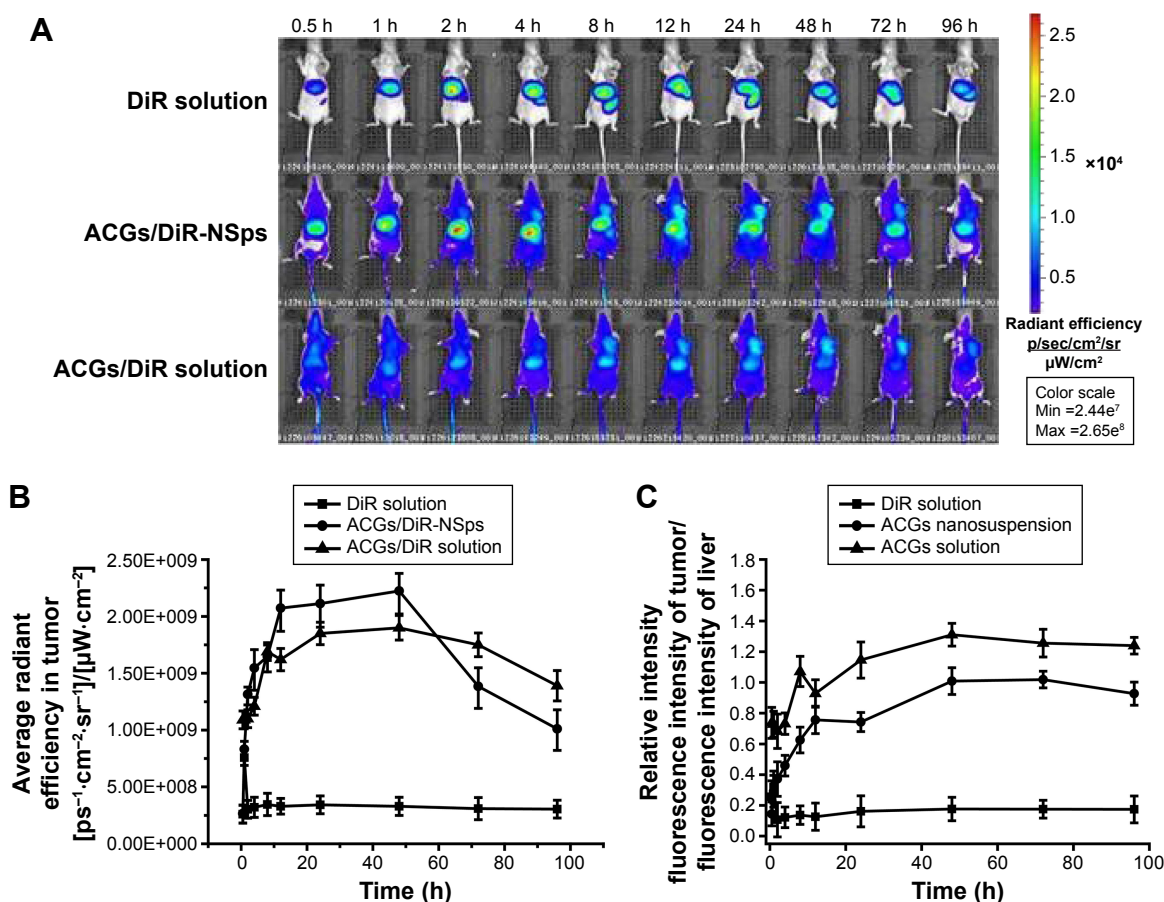 A
0.5 h 1 h 2 h 4 h 8 h 12 h 24 h 48 h 72 h 96 h
DiR solution
ACGs/DiR-NSps
ACGs/DiR solution
2.5
2.0
1.5
×10⁴
1.0
0.5
Radiant efficiency
p/sec/cm²/sr
µW/cm²
Color scale
Min =2.44e⁷
Max =2.65e⁸
B
DiR solution
ACGs/DiR-NSps
ACGs/DiR solution
Average radiant
efficiency in tumor
[ps⁻¹·cm⁻²·sr⁻¹]/[µW·cm⁻²]
2.50E+009
2.00E+009
1.50E+009
1.00E+009
5.00E+008
0.00E+000
0 20 40 60 80 100
Time (h)
C
DiR solution
ACGs nanosuspension
ACGs solution
Relative intensity
fluorescence intensity of tumor/
fluorescence intensity of liver
1.8
1.6
1.4
1.2
1.0
0.8
0.6
0.4
0.2
0.0
0 20 40 60 80 100
Time (h)